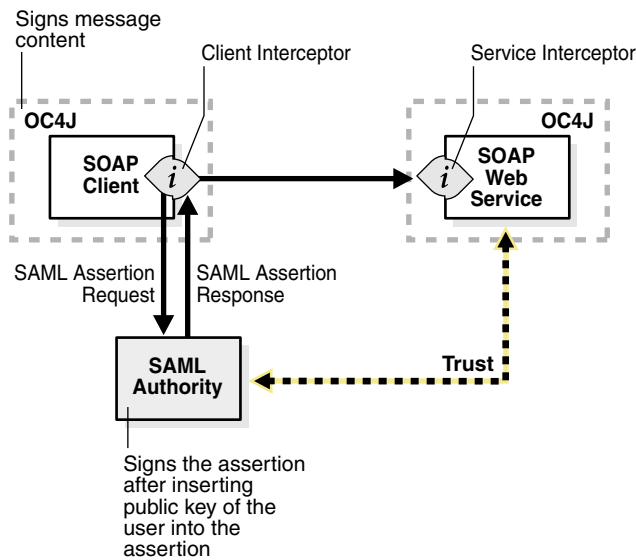 Signs message
content
Client Interceptor
Service Interceptor
OC4J
OC4J
SOAP
Client
i
i
SOAP
Web
Service
SAML Assertion
Request
SAML Assertion
Response
SAML
Authority
Trust
Signs the assertion
after inserting
public key of the
user into the
assertion